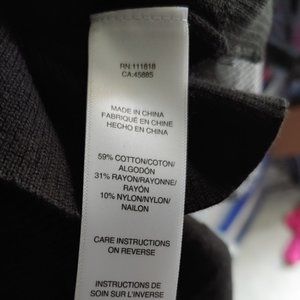 RN:111818
CA:45885
MADE IN CHINA
FABRIQUÉ EN CHINE
HECHO EN CHINA
59% COTTON/COTON/
ALGODÓN
31% RAYON/RAYONNE/
RAYÓN
10% NYLON/NYLON/
NAILON
CARE INSTRUCTIONS
ON REVERSE
INSTRUCTIONS DE
SOIN SUR L'INVERSE